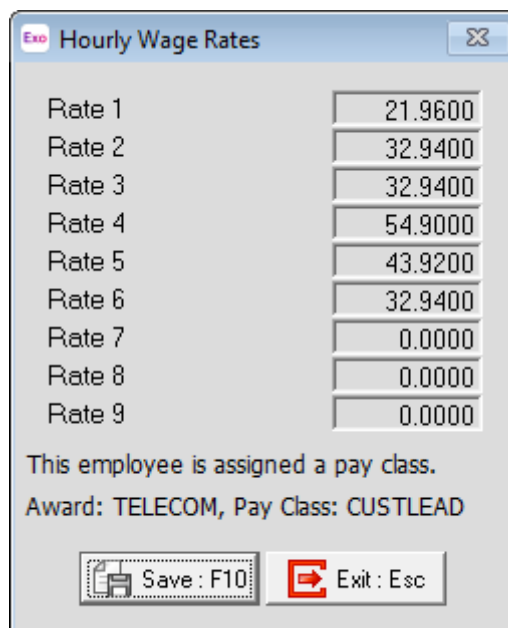 Exo Hourly Wage Rates
Rate 1 21.9600
Rate 2 32.9400
Rate 3 32.9400
Rate 4 54.9000
Rate 5 43.9200
Rate 6 32.9400
Rate 7 0.0000
Rate 8 0.0000
Rate 9 0.0000
This employee is assigned a pay class.
Award: TELECOM, Pay Class: CUSTLEAD
Save : F10 Exit : Esc